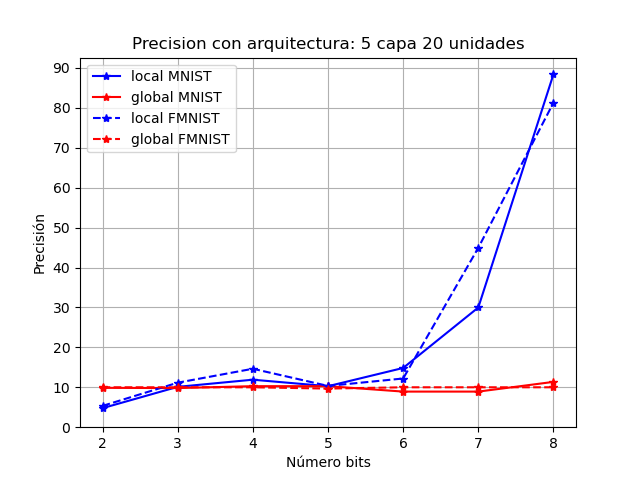 Precision con arquitectura: 5 capa 20 unidades
local MNIST
global MNIST
local FMNIST
global FMNIST
Precisión
90
80
70
60
50
40
30
20
10
0
2 3 4 5 6 7 8
Número bits